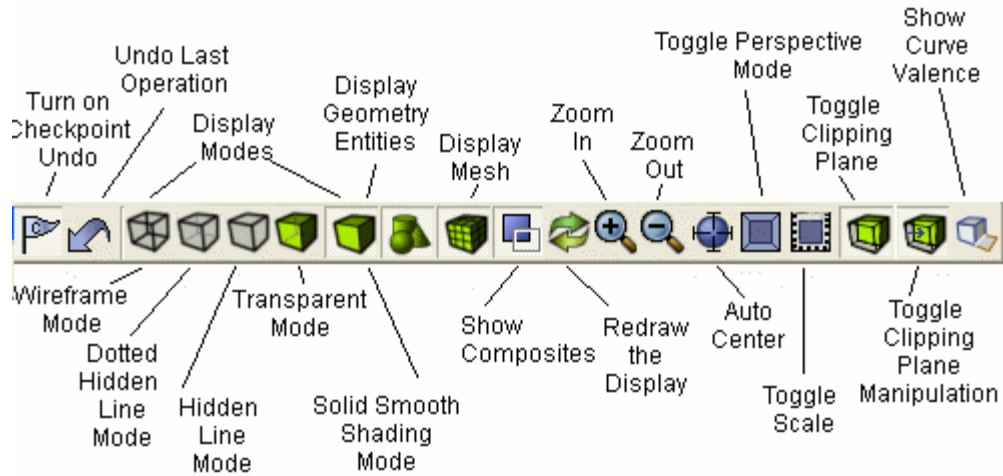 Turn on
Checkpoint
Undo
Undo Last
Operation
Display
Modes
Display
Geometry
Entities
Display
Mesh
Zoom
In
Zoom
Out
Toggle Perspective
Mode
Toggle
Clipping
Plane
Show
Curve
Valence
C
Wireframe
Mode
Dotted
Hidden
Line
Mode
Hidden
Line
Mode
Transparent
Mode
Solid Smooth
Shading
Mode
Show
Composites
Redraw
the
Display
Auto
Center
Toggle
Scale
Toggle
Clipping
Plane
Manipulation